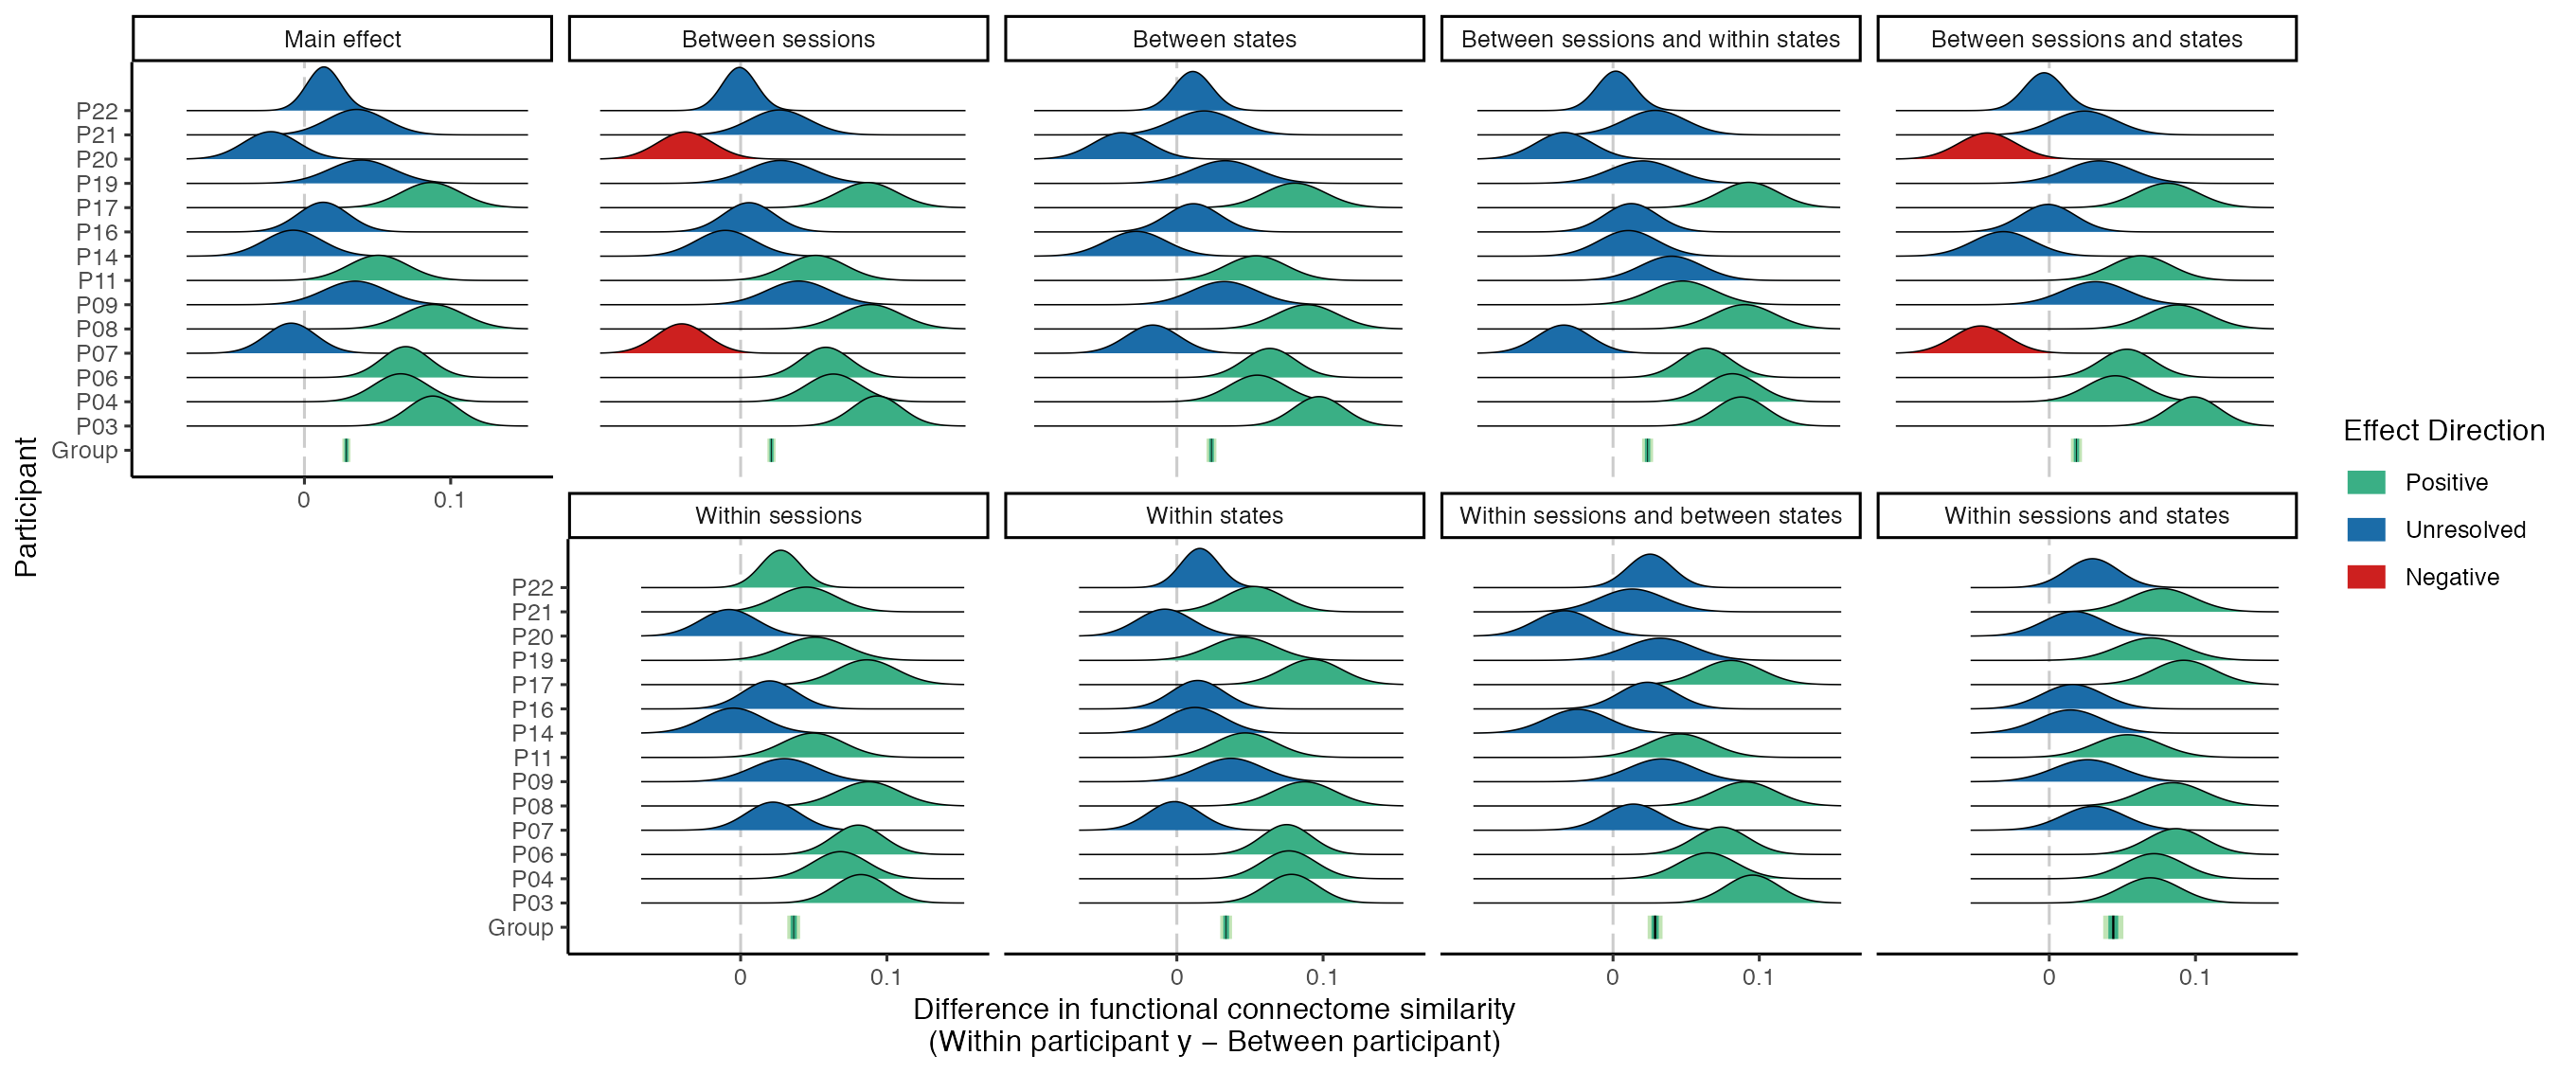 Main effect
Between sessions
Between states
Between sessions and within states
Between sessions and states
P22
P21
P20
P19
P17
P16
P14
P11
P09
P08
P07
P06
P04
P03
Group
0 0.1
Within sessions
Within states
Within sessions and between states
Within sessions and states
P22
P21
P20
P19
P17
P16
P14
P11
P09
P08
P07
P06
P04
P03
Group
0 0.1
0 0.1
0 0.1
0 0.1
Participant
Difference in functional connectome similarity
(Within participant y − Between participant)
Effect Direction
Positive
Unresolved
Negative